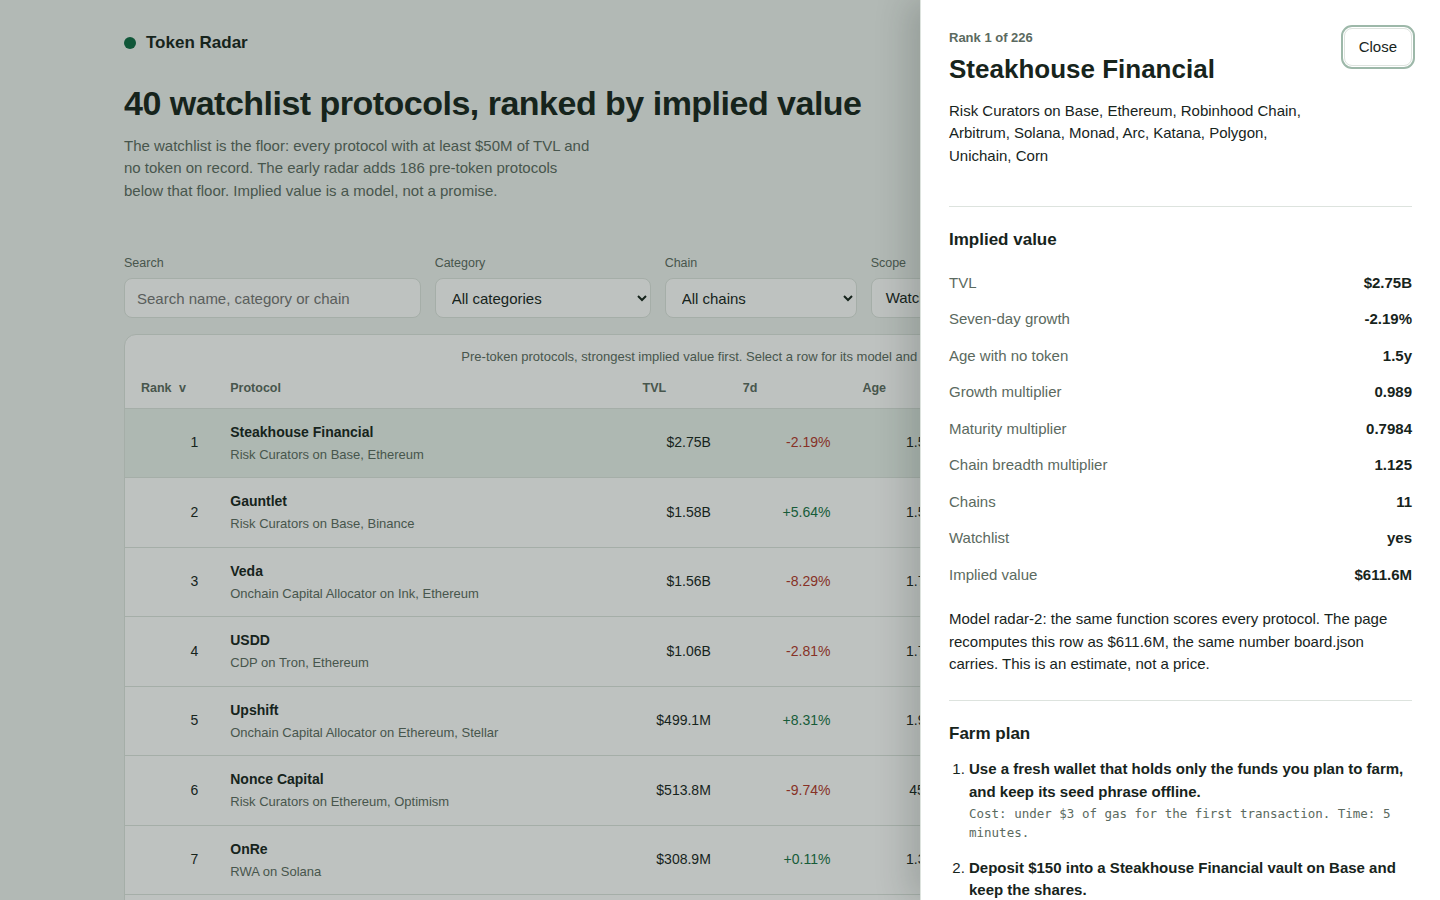 Token Radar
40 watchlist protocols, ranked by implied value
The watchlist is the floor: every protocol with at least $50M of TVL and
no token on record. The early radar adds 186 pre-token protocols
below that floor. Implied value is a model, not a promise.
Search
Category
Chain
Scope
Search name, category or chain
All categories
All chains
Watc
Pre-token protocols, strongest implied value first. Select a row for its model and
Rank v
Protocol
TVL
7d
Age
1
Steakhouse Financial
Risk Curators on Base, Ethereum
$2.75B
-2.19%
2
Gauntlet
Risk Curators on Base, Binance
$1.58B
+5.64%
3
Veda
Onchain Capital Allocator on Ink, Ethereum
$1.56B
-8.29%
4
USDD
CDP on Tron, Ethereum
$1.06B
-2.81%
5
Upshift
Onchain Capital Allocator on Ethereum, Stellar
$499.1M
+8.31%
6
Nonce Capital
Risk Curators on Ethereum, Optimism
$513.8M
-9.74%
7
OnRe
RWA on Solana
$308.9M
+0.11%
Rank 1 of 226
Close
Steakhouse Financial
Risk Curators on Base, Ethereum, Robinhood Chain,
Arbitrum, Solana, Monad, Arc, Katana, Polygon,
Unichain, Corn
Implied value
TVL $2.75B
Seven-day growth -2.19%
Age with no token 1.5y
Growth multiplier 0.989
Maturity multiplier 0.7984
Chain breadth multiplier 1.125
Chains 11
Watchlist yes
Implied value $611.6M
Model radar-2: the same function scores every protocol. The page
recomputes this row as $611.6M, the same number board.json
carries. This is an estimate, not a price.
Farm plan
1. Use a fresh wallet that holds only the funds you plan to farm,
and keep its seed phrase offline.
Cost: under $3 of gas for the first transaction. Time: 5
minutes.
2. Deposit $150 into a Steakhouse Financial vault on Base and
keep the shares.